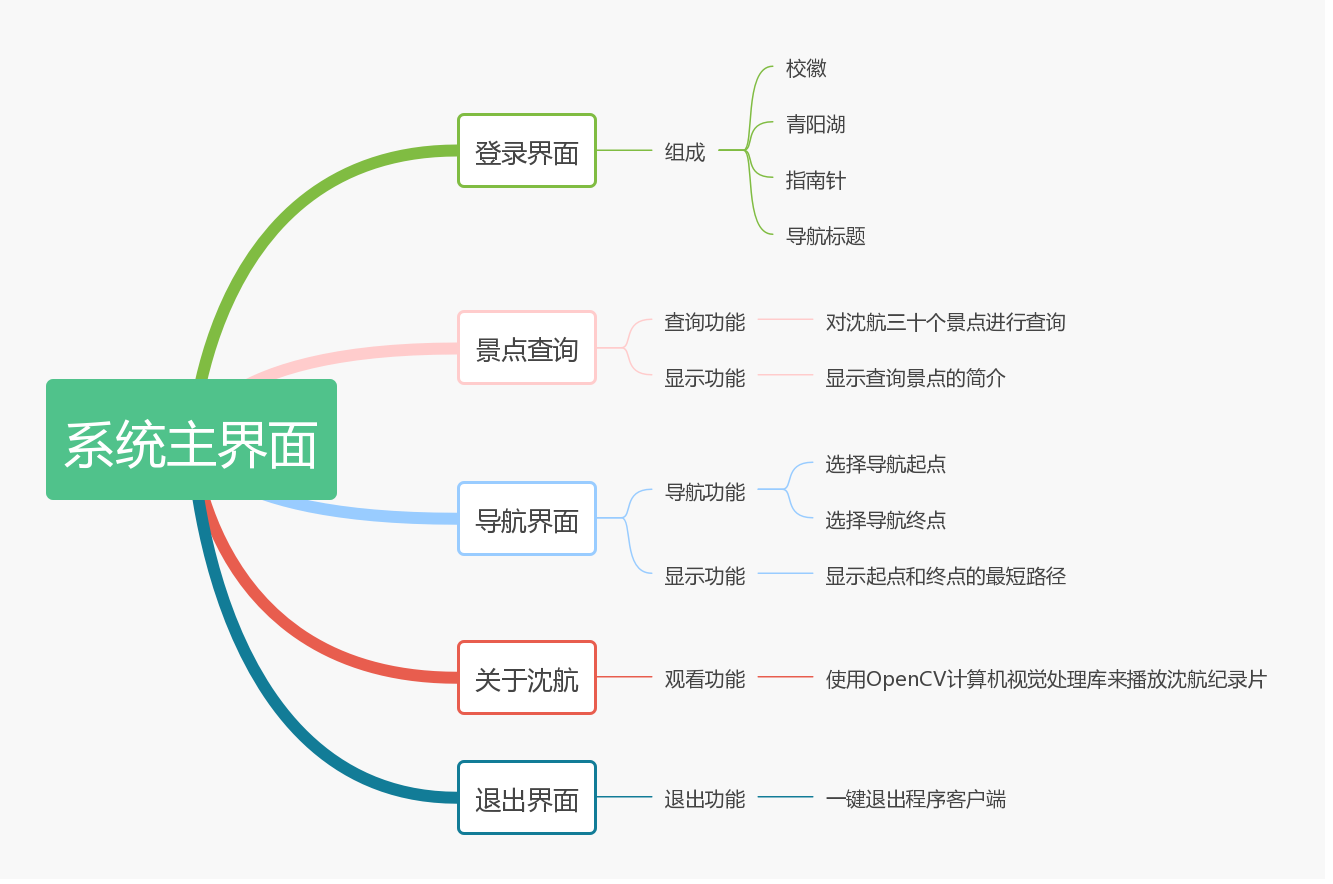 系统主界面
登录界面
组成
校徽
青阳湖
指南针
导航标题
景点查询
查询功能
对沈航三十个景点进行查询
显示功能
显示查询景点的简介
导航界面
导航功能
选择导航起点
选择导航终点
显示功能
显示起点和终点的最短路径
关于沈航
观看功能
使用OpenCV计算机视觉处理库来播放沈航纪录片
退出界面
退出功能
一键退出程序客户端